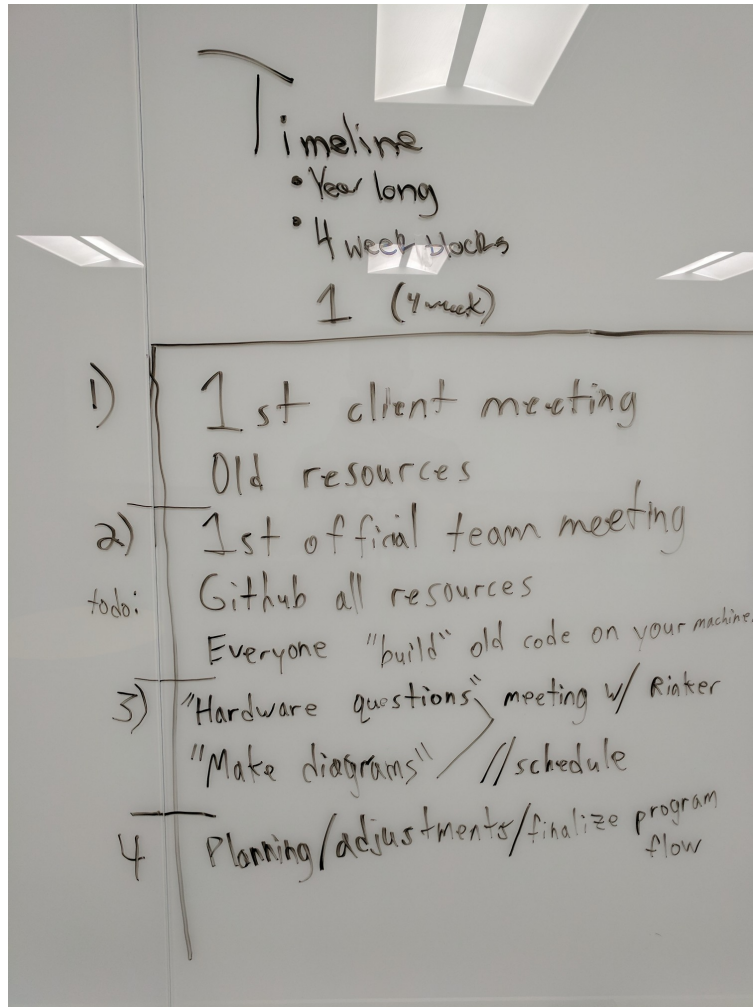 Timeline
• Year long
• 4 week blocks
1 (4 week)
1) 1st client meeting
Old resources
2) 1st official team meeting
todo: Github all resources
Everyone "build" old code on your machine.
3) "Hardware questions" meeting w/ Rinker
"Make diagrams" //schedule
4 Planning/adjustments/finalize program
flow